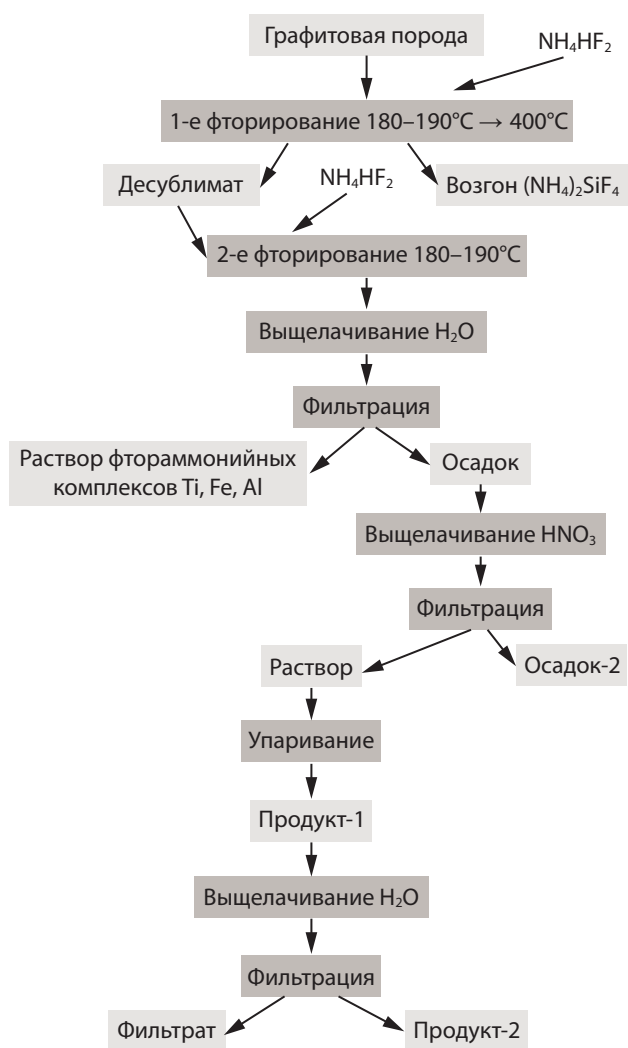 Графитовая порода
NH₄HF₂
1-е фторирование 180–190°C → 400°C
Десублимат
NH₄HF₂
Возгон (NH₄)₂SiF₄
2-е фторирование 180–190°C
Выщелачивание H₂O
Фильтрация
Раствор фтораммонийных
комплексов Ti, Fe, Al
Осадок
Выщелачивание HNO₃
Фильтрация
Раствор
Осадок-2
Упаривание
Продукт-1
Выщелачивание H₂O
Фильтрация
Фильтрат
Продукт-2